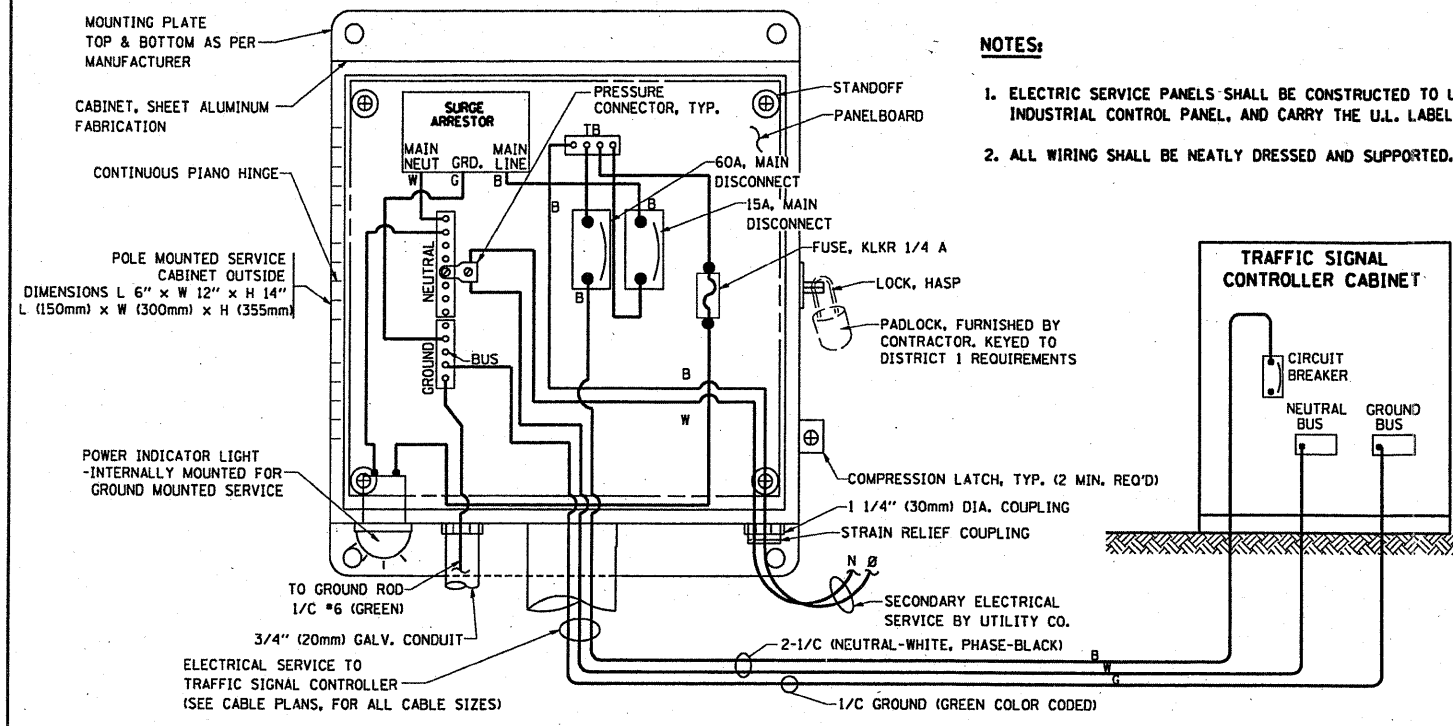 MOUNTING PLATE
TOP & BOTTOM AS PER
MANUFACTURER
CABINET, SHEET ALUMINUM
FABRICATION
CONTINUOUS PIANO HINGE
POLE MOUNTED SERVICE
CABINET OUTSIDE
DIMENSIONS L 6" x W 12" x H 14"
L (150mm) x W (300mm) x H (355mm)
POWER INDICATOR LIGHT
-INTERNALLY MOUNTED FOR
GROUND MOUNTED SERVICE
SURGE
ARRESTOR
MAIN
NEUT
GRD.
MAIN
LINE
W
G
B
PRESSURE
CONNECTOR, TYP.
TB
STANDOFF
PANELBOARD
60A, MAIN
DISCONNECT
15A, MAIN
DISCONNECT
B
B
B
NEUTRAL
GROUND
BUS
FUSE, KLKR 1/4 A
LOCK, HASP
PADLOCK, FURNISHED BY
CONTRACTOR. KEYED TO
DISTRICT 1 REQUIREMENTS
B
W
COMPRESSION LATCH, TYP. (2 MIN. REQ'D)
1 1/4" (30mm) DIA. COUPLING
STRAIN RELIEF COUPLING
N Ø
SECONDARY ELECTRICAL
SERVICE BY UTILITY CO.
TO GROUND ROD
1/C #6 (GREEN)
3/4" (20mm) GALV. CONDUIT
ELECTRICAL SERVICE TO
TRAFFIC SIGNAL CONTROLLER
(SEE CABLE PLANS, FOR ALL CABLE SIZES)
2-1/C (NEUTRAL-WHITE, PHASE-BLACK)
B
W
G
1/C GROUND (GREEN COLOR CODED)
NOTES:
1. ELECTRIC SERVICE PANELS SHALL BE CONSTRUCTED TO
INDUSTRIAL CONTROL PANEL, AND CARRY THE U.L. LABEL
2. ALL WIRING SHALL BE NEATLY DRESSED AND SUPPORTED.
TRAFFIC SIGNAL
CONTROLLER CABINET
CIRCUIT
BREAKER
NEUTRAL
BUS
GROUND
BUS